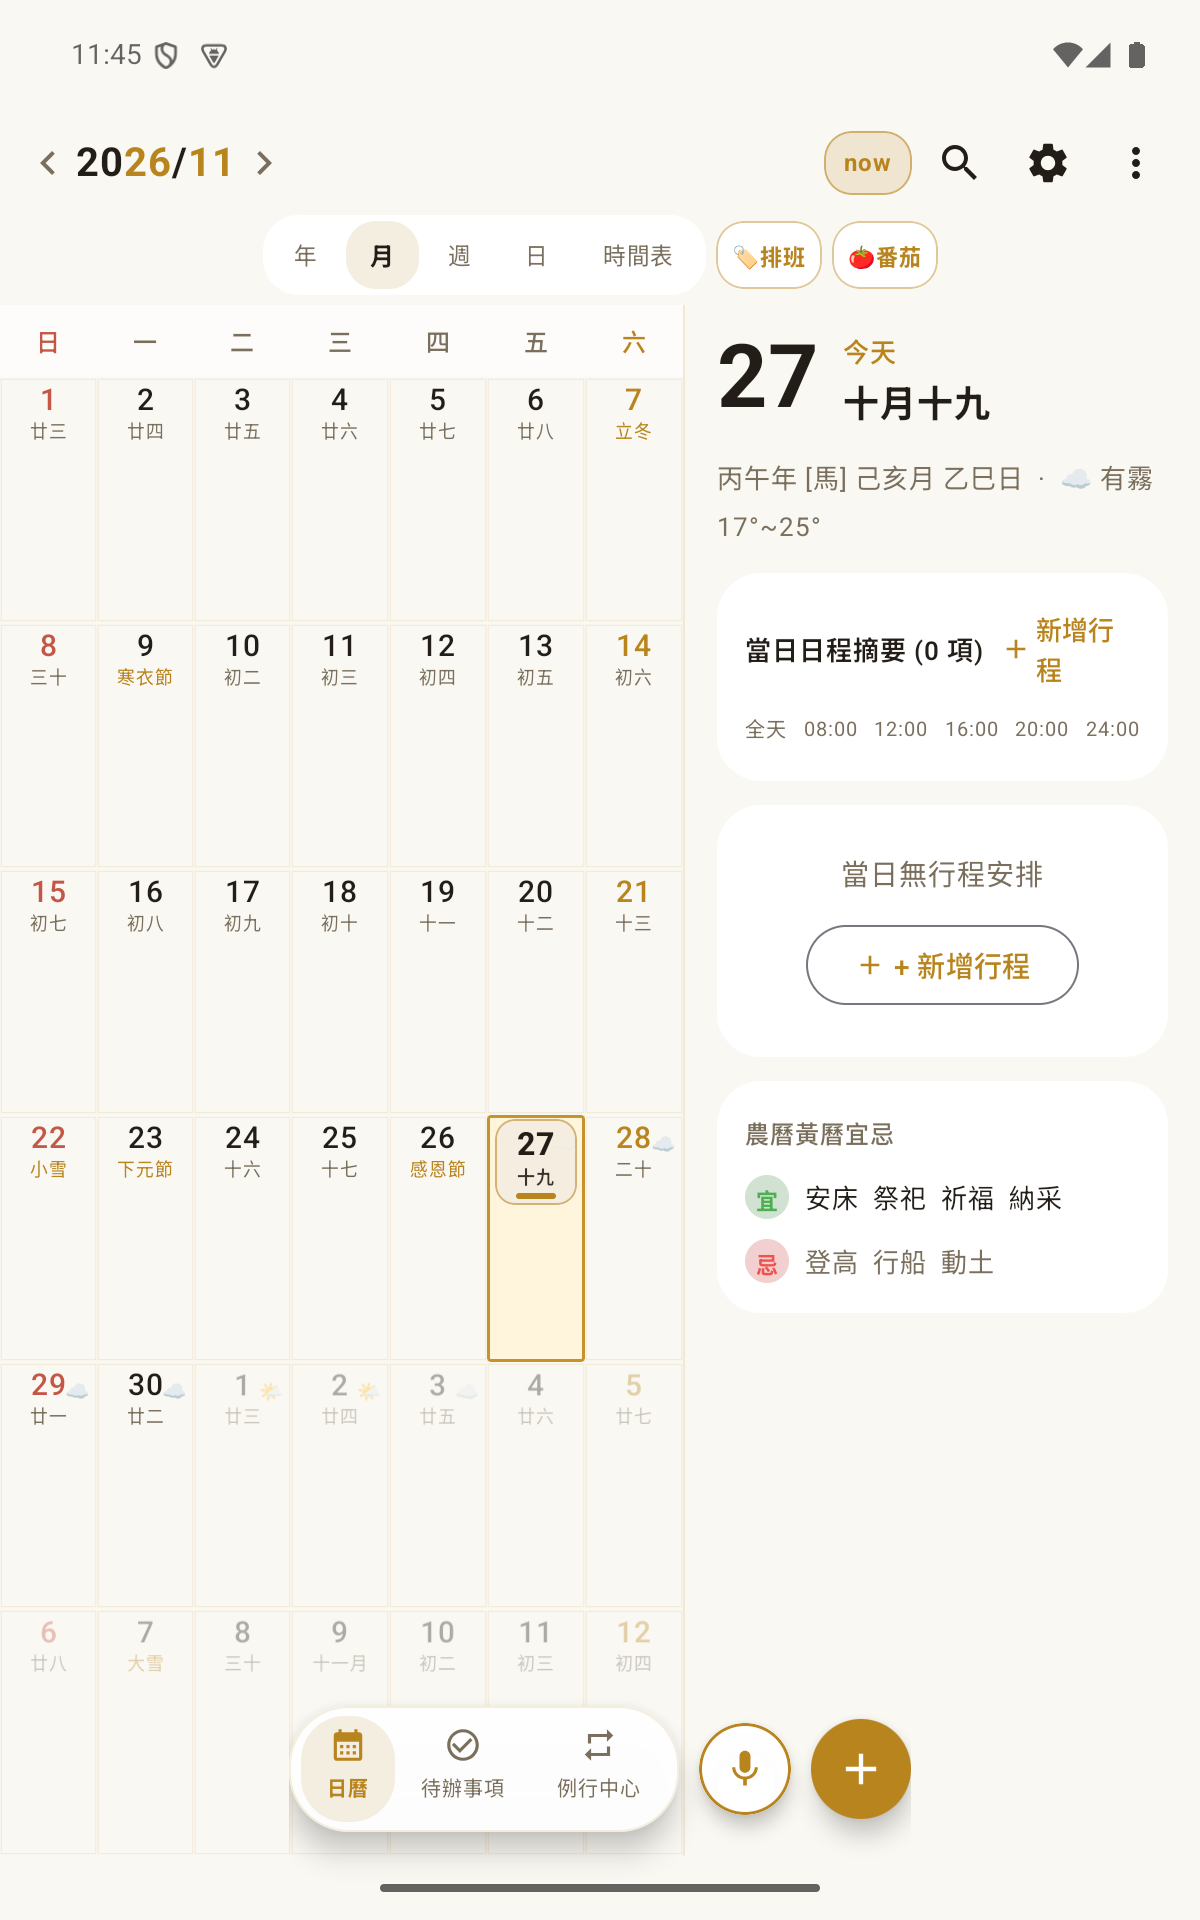 11:45
2026/11
now
年 月 週 日 時間表
🏷️排班 🍅番茄
日 一 二 三 四 五 六
1 2 3 4 5 6 7
廿三 廿四 廿五 廿六 廿七 廿八 立冬
8 9 10 11 12 13 14
三十 寒衣節 初二 初三 初四 初五 初六
15 16 17 18 19 20 21
初七 初八 初九 初十 十一 十二 十三
22 23 24 25 26 27 28
小雪 下元節 十六 十七 感恩節 十九 二十
29 30 1 2 3 4 5
廿一 廿二 廿三 廿四 廿五 廿六 廿七
6 7 8 9 10 11 12
廿八 大雪 三十 十一月 初二 初三 初四
27 今天
十月十九
丙午年 [馬] 己亥月 乙巳日 · ☁️ 有霧
17°~25°
當日日程摘要 (0 項)
+ 新增行
程
全天 08:00 12:00 16:00 20:00 24:00
當日無行程安排
+ + 新增行程
農曆黃曆宜忌
宜 安床 祭祀 祈福 納采
忌 登高 行船 動土
日曆 待辦事項 例行中心